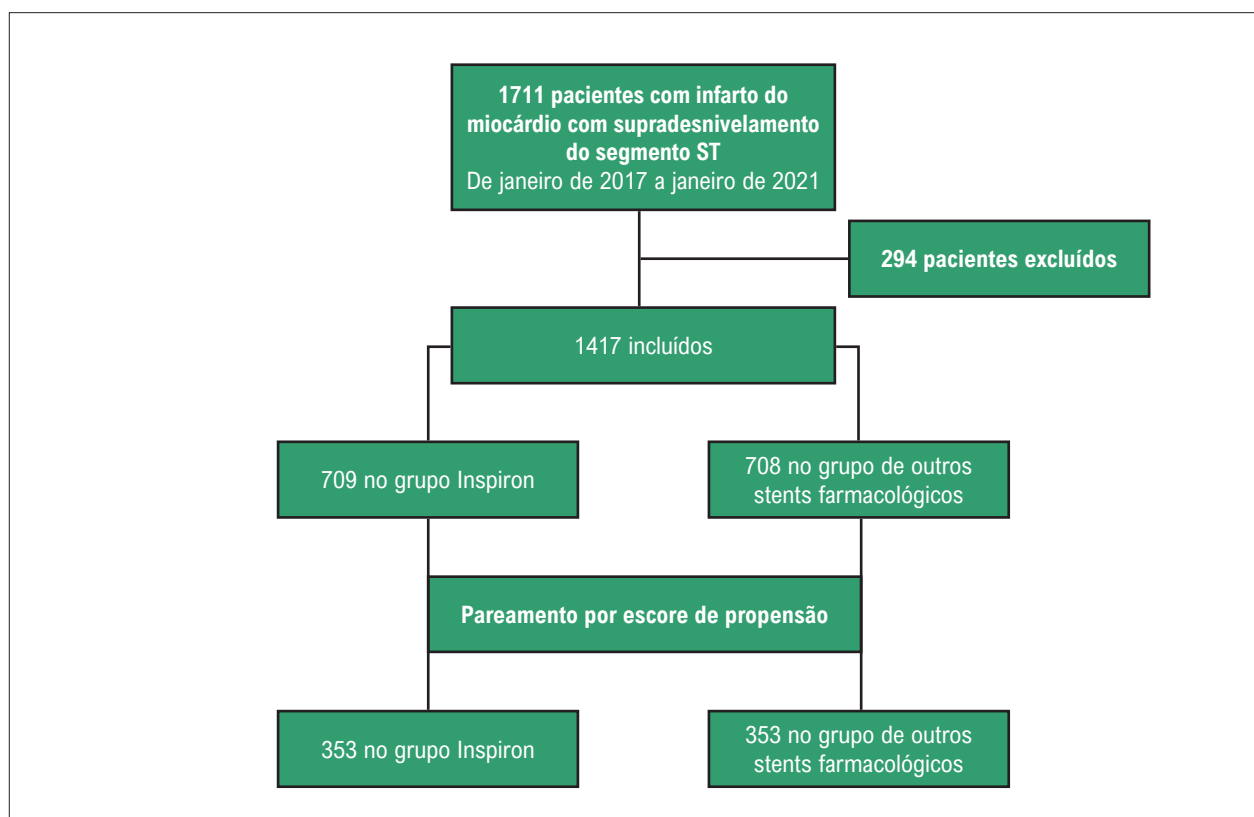 1711 pacientes com infarto do
miocárdio com supradesnivelamento
do segmento ST
De janeiro de 2017 a janeiro de 2021
294 pacientes excluídos
1417 incluídos
709 no grupo Inspiron
708 no grupo de outros
stents farmacológicos
Pareamento por escore de propensão
353 no grupo Inspiron
353 no grupo de outros
stents farmacológicos